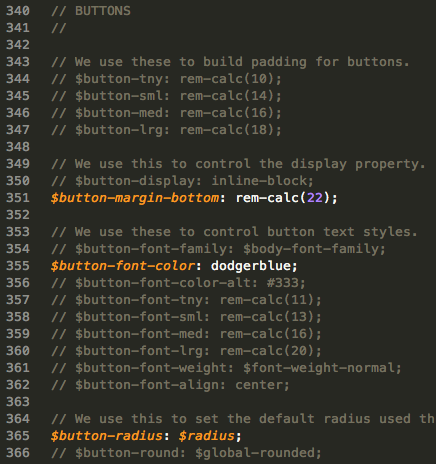 340 // BUTTONS
341 //
342
343 // We use these to build padding for buttons.
344 // $button-tny: rem-calc(10);
345 // $button-sml: rem-calc(14);
346 // $button-med: rem-calc(16);
347 // $button-lrg: rem-calc(18);
348
349 // We use this to control the display property.
350 // $button-display: inline-block;
351 $button-margin-bottom: rem-calc(22);
352
353 // We use these to control button text styles.
354 // $button-font-family: $body-font-family;
355 $button-font-color: dodgerblue;
356 // $button-font-color-alt: #333;
357 // $button-font-tny: rem-calc(11);
358 // $button-font-sml: rem-calc(13);
359 // $button-font-med: rem-calc(16);
360 // $button-font-lrg: rem-calc(20);
361 // $button-font-weight: $font-weight-normal;
362 // $button-font-align: center;
363
364 // We use this to set the default radius used th
365 $button-radius: $radius;
366 // $button-round: $global-rounded;